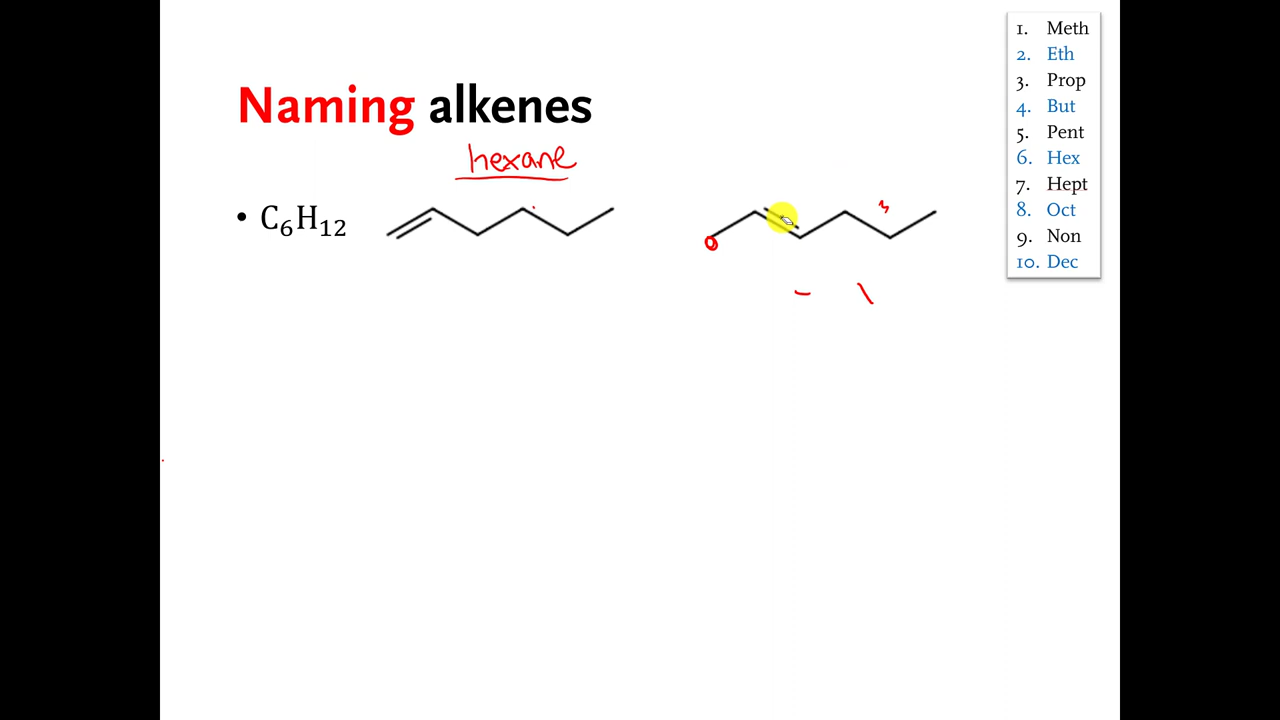 Naming alkenes
hexane
• C₆H₁₂
3
1. Meth
2. Eth
3. Prop
4. But
5. Pent
6. Hex
7. Hept
8. Oct
9. Non
10. Dec